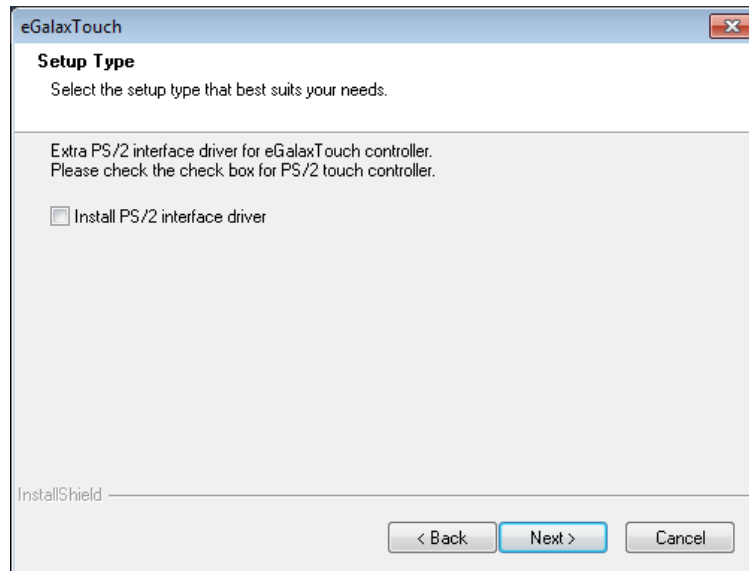 eGalaxTouch
Setup Type
Select the setup type that best suits your needs.
Extra PS/2 interface driver for eGalaxTouch controller.
Please check the check box for PS/2 touch controller.
Install PS/2 interface driver
InstallShield
< Back Next > Cancel